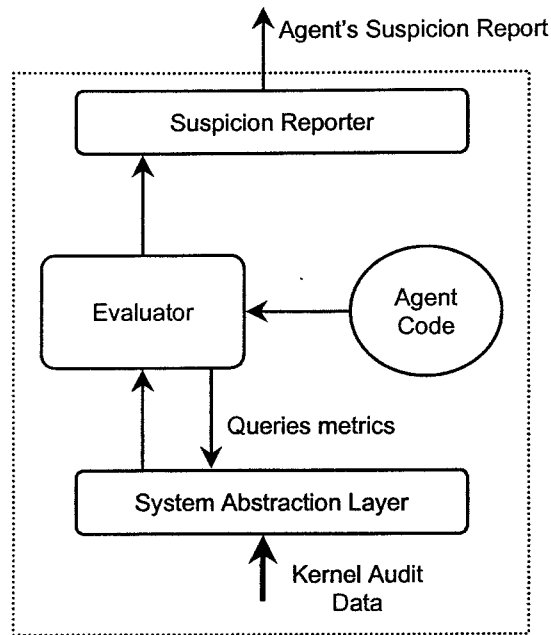 Agent's Suspicion Report
Suspicion Reporter
Evaluator
Agent
Code
Queries metrics
System Abstraction Layer
Kernel Audit
Data